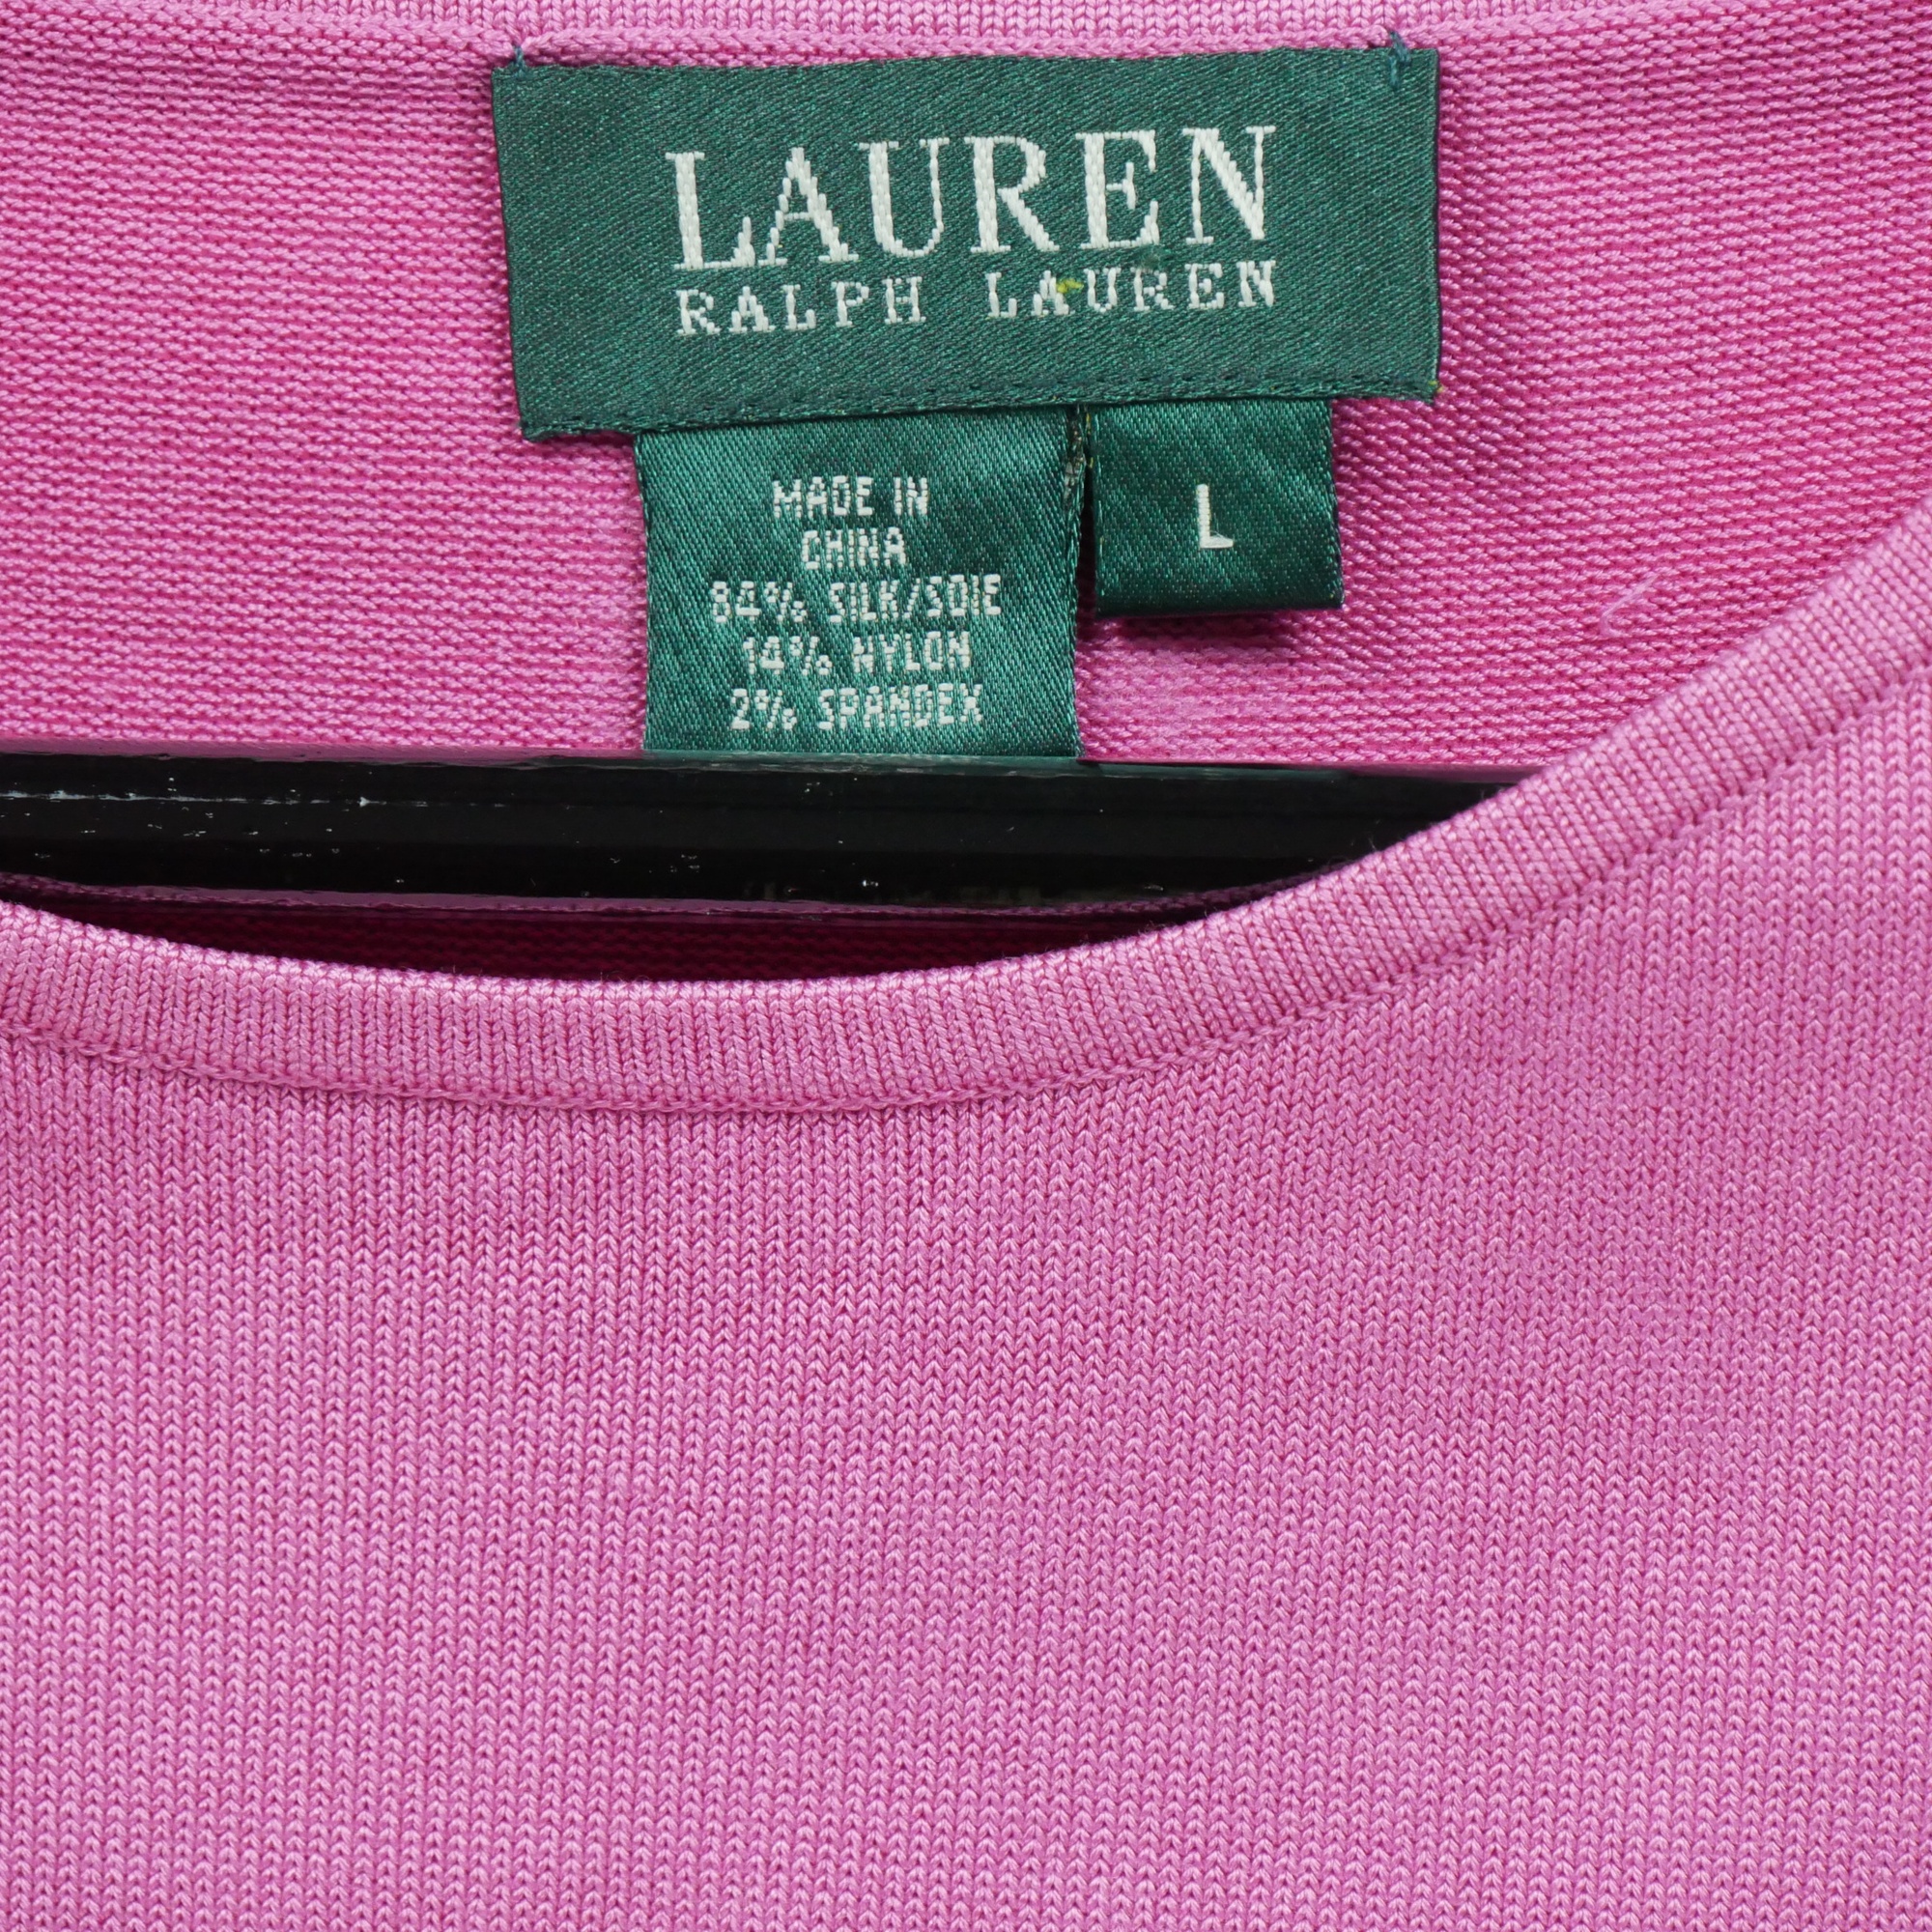 LAUREN
RALPH LAUREN
MADE IN
CHINA
84% SILK/SOIE
14% NYLON
2% SPANDEX
L